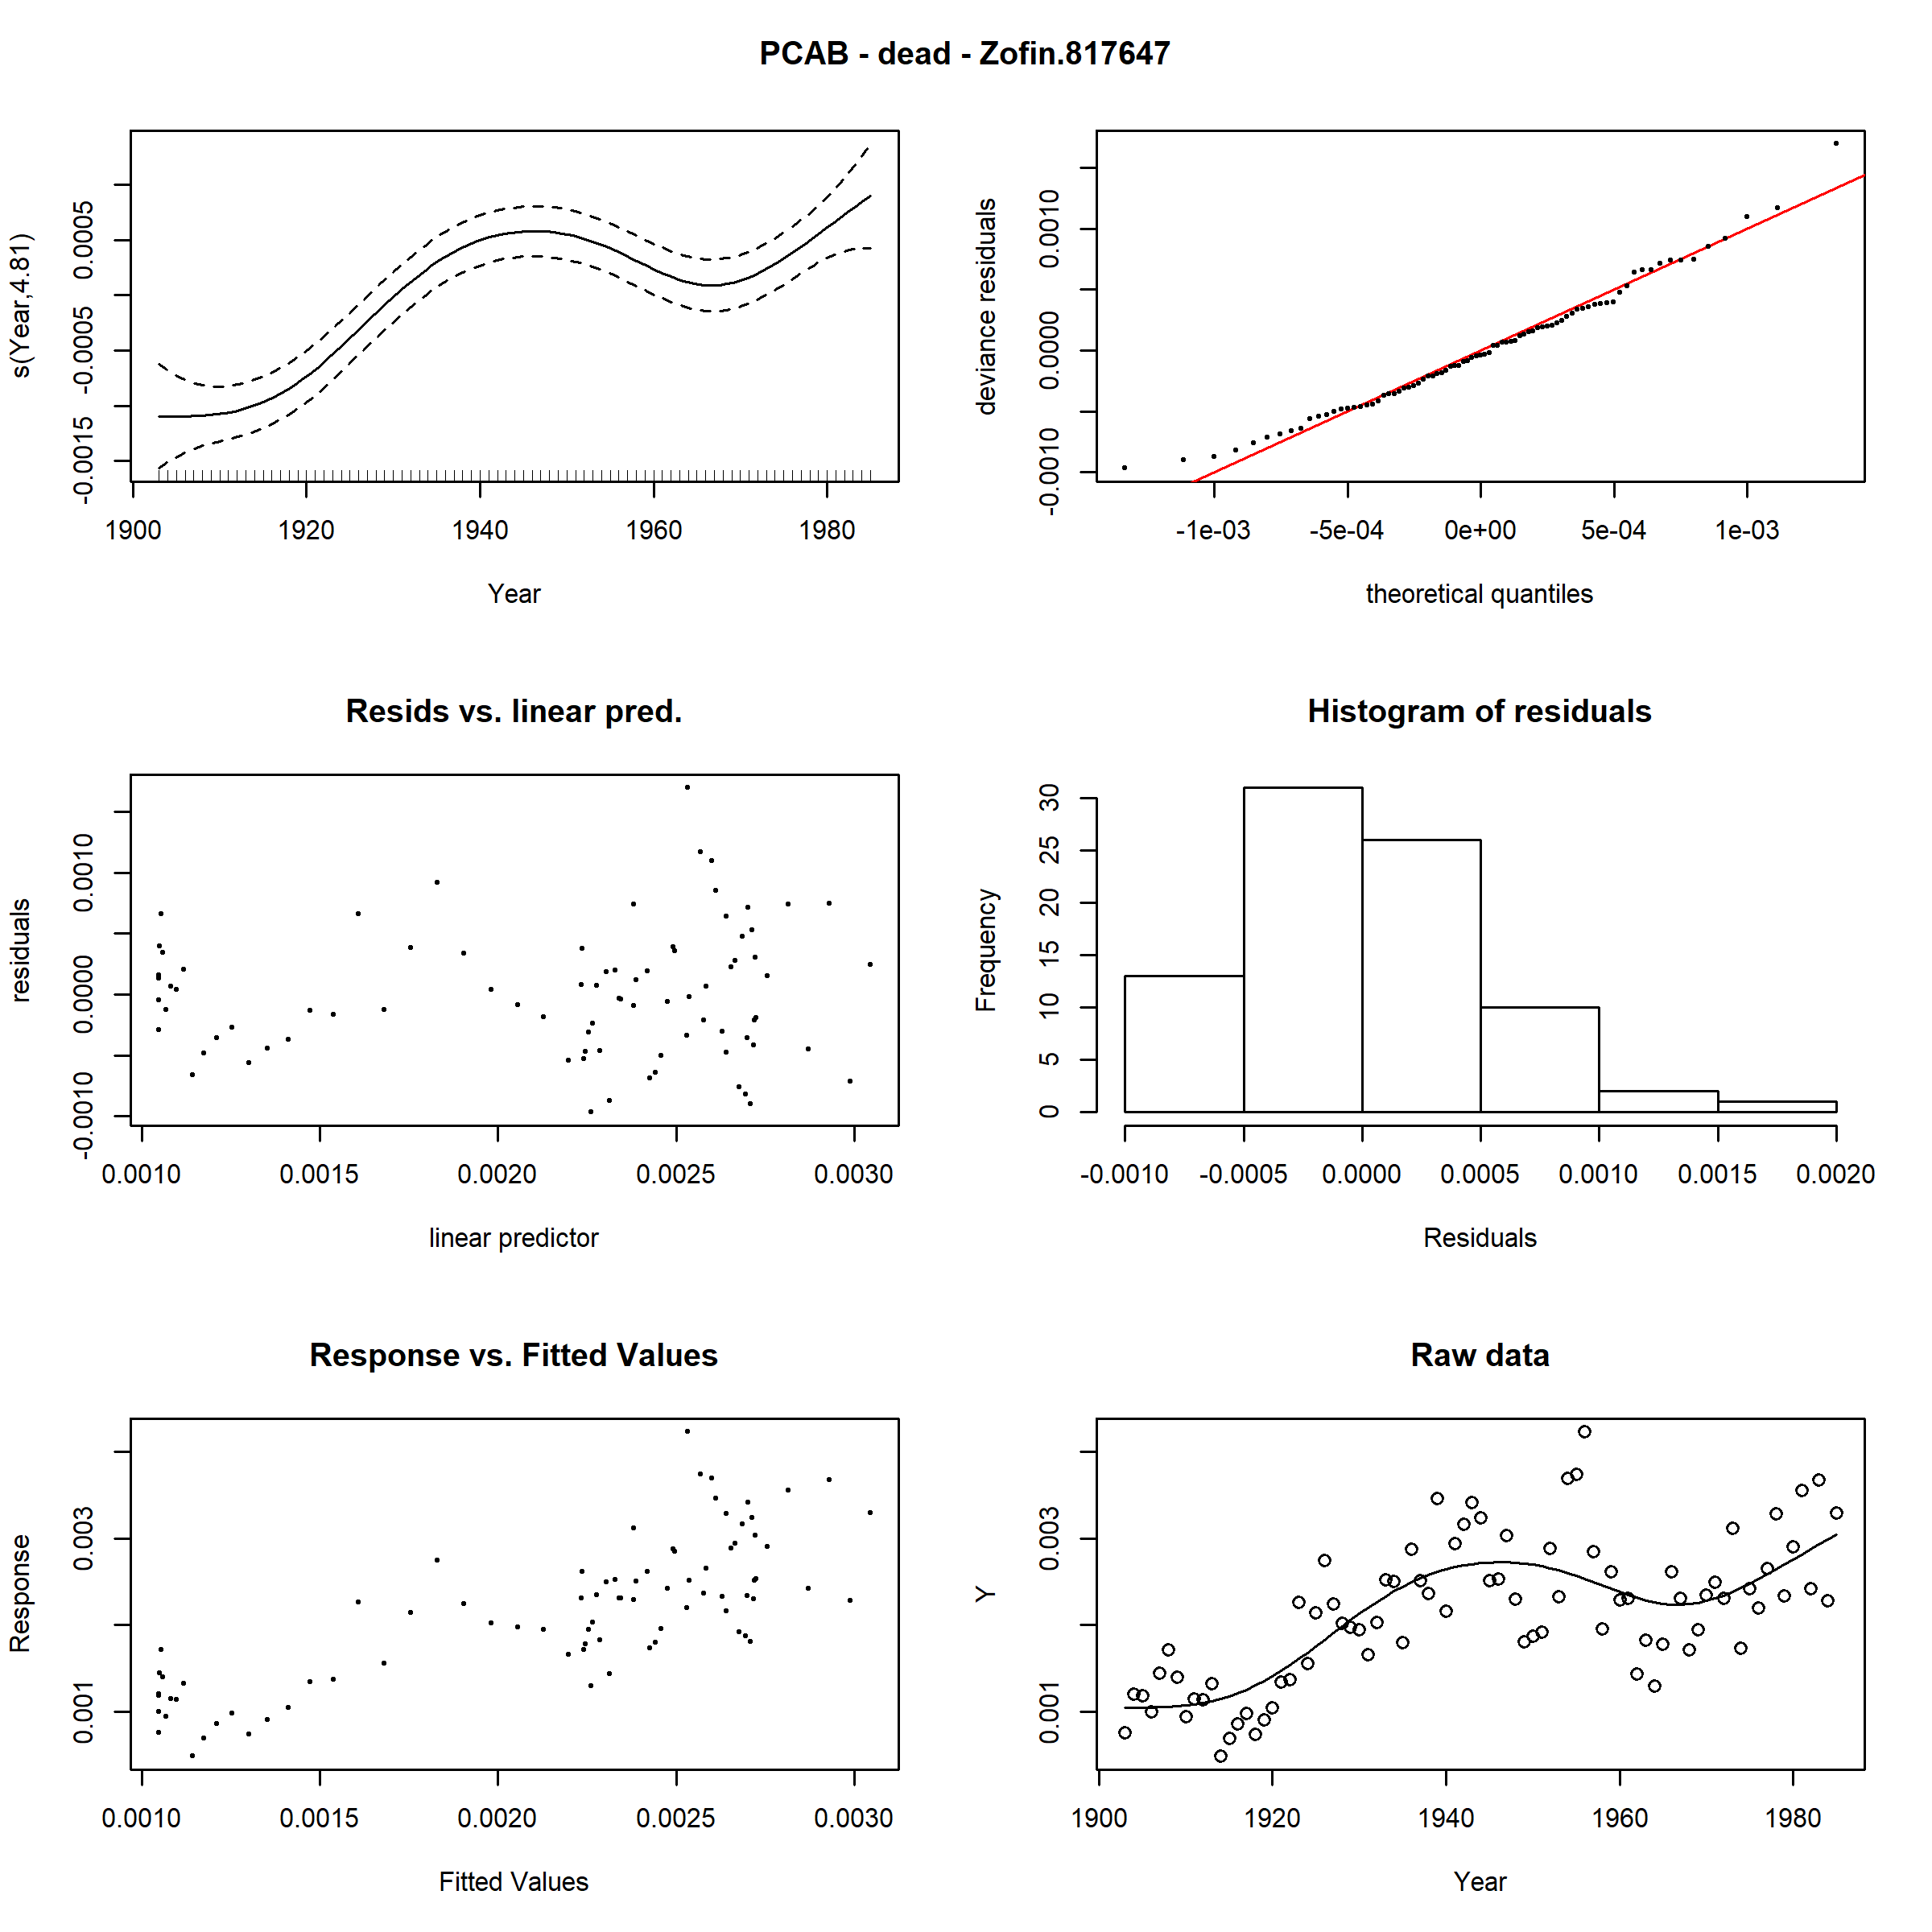 PCAB - dead - Zofin.817647
s(Year,4.81)
-0.0015 -0.0005 0.0005
1900 1920 1940 1960 1980
Year
deviance residuals
-0.0010 0.0000 0.0010
-1e-03 -5e-04 0e+00 5e-04 1e-03
theoretical quantiles
Resids vs. linear pred.
residuals
-0.0010 0.0000 0.0010
0.0010 0.0015 0.0020 0.0025 0.0030
linear predictor
Histogram of residuals
Frequency
0 5 10 15 20 25 30
-0.0010 -0.0005 0.0000 0.0005 0.0010 0.0015 0.0020
Residuals
Response vs. Fitted Values
Response
0.001 0.003
0.0010 0.0015 0.0020 0.0025 0.0030
Fitted Values
Raw data
Y
0.001 0.003
1900 1920 1940 1960 1980
Year